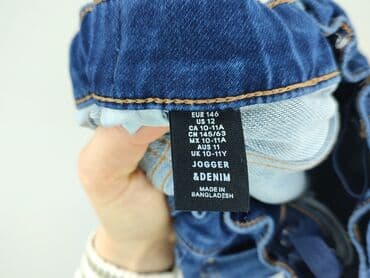 EUR 146
US 12
CA 10-11A
CN 145/63
MX 10-11A
AUS 11
UK 10-11Y
JOGGER
&DENIM
MADE IN
BANGLADESH